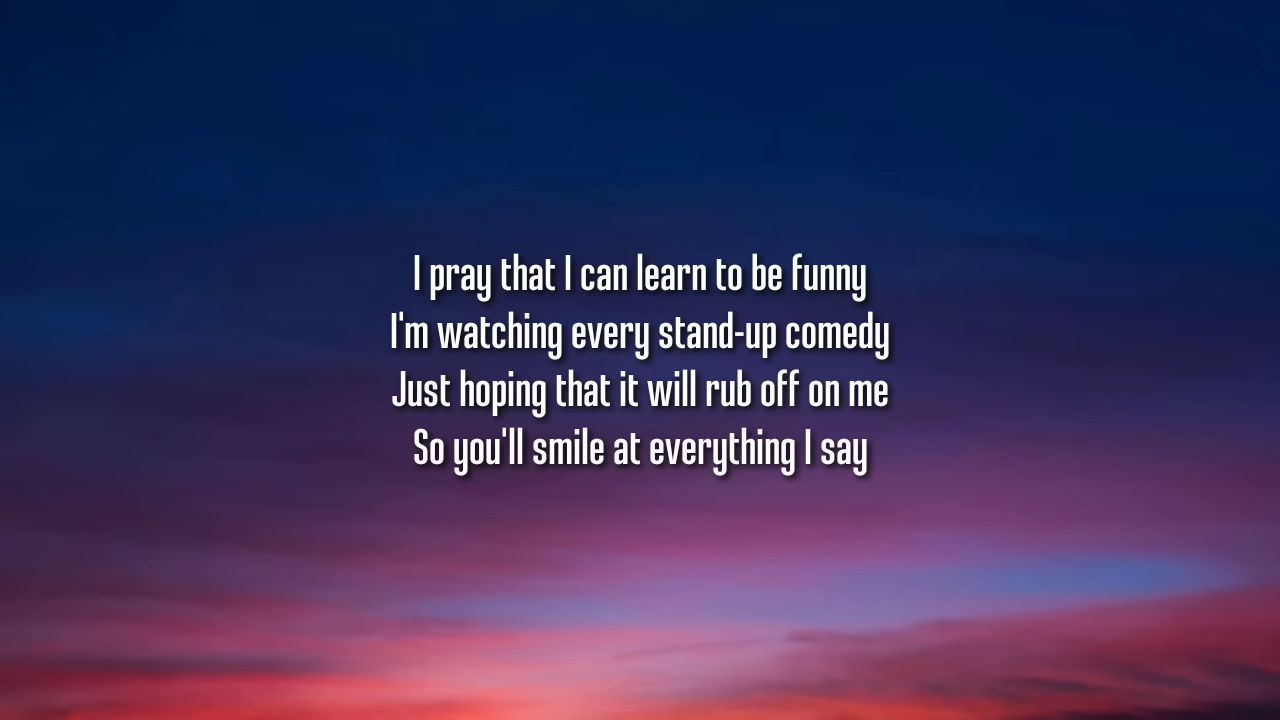 I pray that I can learn to be funny
I'm watching every stand-up comedy
Just hoping that it will rub off on me
So you'll smile at everything I say